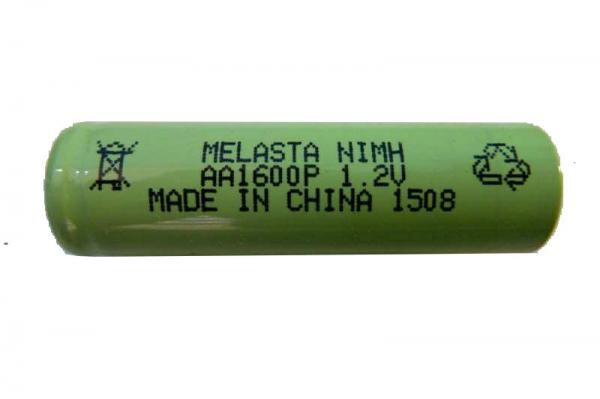 MELASTA NIMH
AA1600P 1.2V
MADE IN CHINA 1508